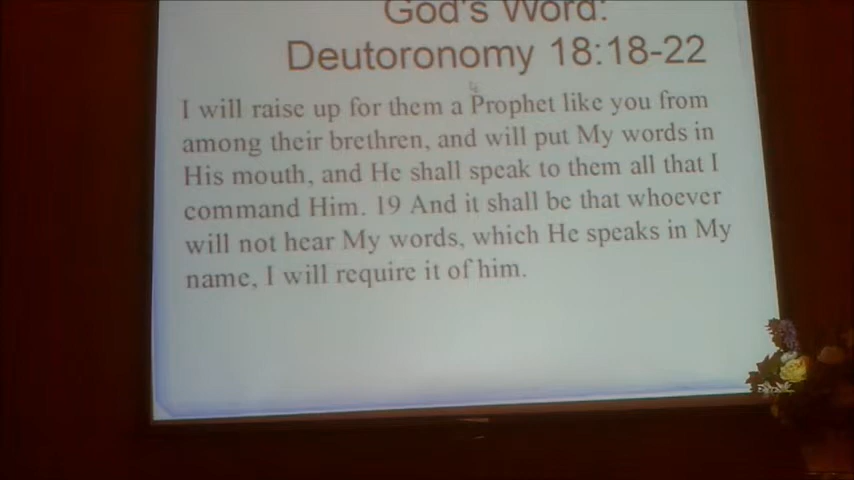 God's Word:
Deutoronomy 18:18-22
I will raise up for them a Prophet like you from
among their brethren, and will put My words in
His mouth, and He shall speak to them all that I
command Him. 19 And it shall be that whoever
will not hear My words, which He speaks in My
name, I will require it of him.